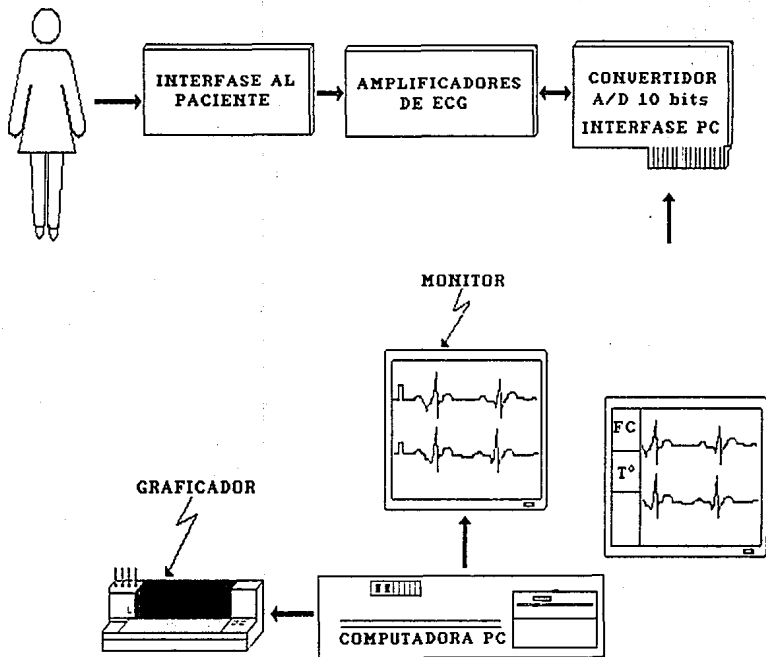 INTERFASE AL
PACIENTE
AMPLIFICADORES
DE ECG
CONVERTIDOR
A/D 10 bits
INTERFASE PC
MONITOR
FC
T°
GRAFICADOR
COMPUTADORA PC